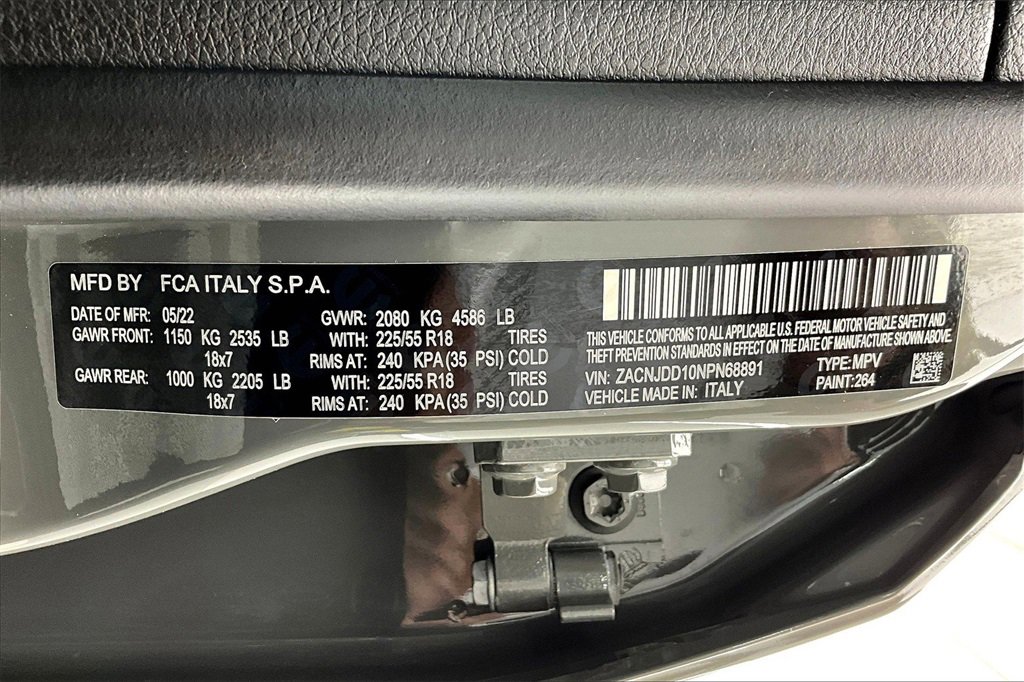 MFD BY FCA ITALY S.P.A.
DATE OF MFR: 05/22 GVWR: 2080 KG 4586 LB
GAWR FRONT: 1150 KG 2535 LB WITH: 225/55 R18 TIRES
18x7 RIMS AT: 240 KPA(35 PSI) COLD
GAWR REAR: 1000 KG 2205 LB WITH: 225/55 R18 TIRES
18x7 RIMS AT: 240 KPA(35 PSI) COLD
THIS VEHICLE CONFORMS TO ALL APPLICABLE U.S. FEDERAL MOTOR VEHICLE SAFETY AND
THEFT PREVENTION STANDARDS IN EFFECT ON THE DATE OF MANUFACTURE SHOWN ABOVE.
VIN: ZACNJDD10NPN68891 TYPE: MPV
VEHICLE MADE IN: ITALY PAINT: 264